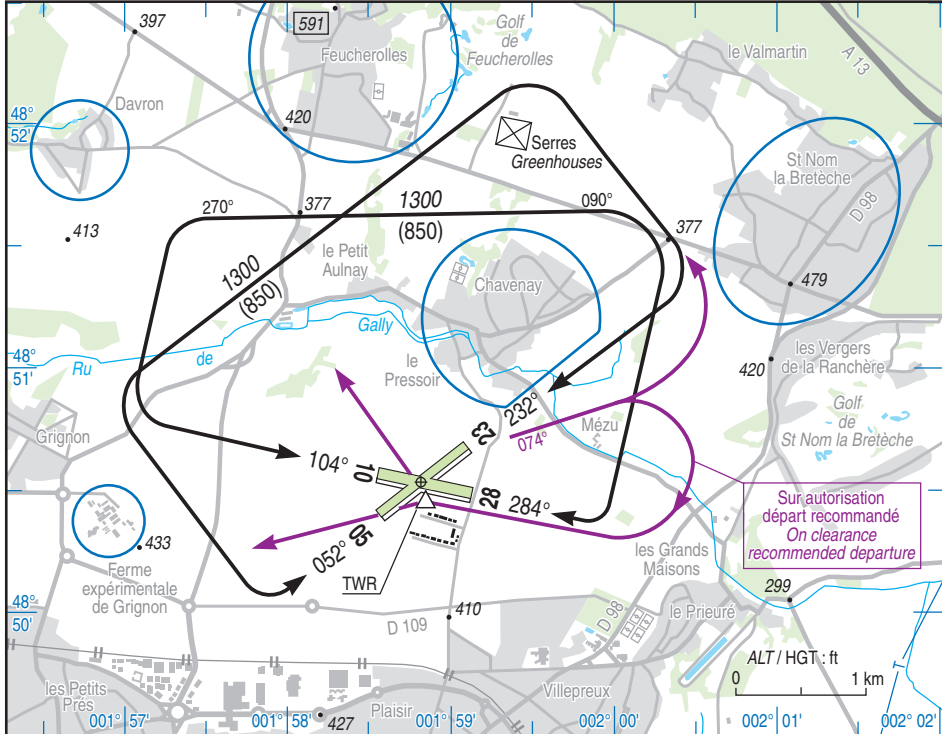 397
591
Feucherolles
Golf
de
Feucherolles
le Valmartin
A 13
Davron
48°
52'
420
Serres
Greenhouses
St Nom
la Bretèche
D 98
270°
377
1300
(850)
090°
413
le Petit
Aulnay
377
1300
(850)
Chavenay
479
Ru
de
Gally
48°
51'
le
Pressoir
420
les Vergers
de la Ranchère
232°
Mézu
Golf
de
St Nom la Bretèche
Grignon
23
074°
104°
10
28
284°
Sur autorisation
départ recommandé
On clearance
recommended departure
433
052°
05
TWR
les Grands
Maisons
Ferme
expérimentale
de Grignon
299
48°
50'
410
D 109
D 98
le Prieuré
ALT / HGT : ft
0
1 km
les Petits
Prés
Villepreux
Plaisir
427
001° 57'
001° 58'
001° 59'
002° 00'
002° 01'
002° 02'